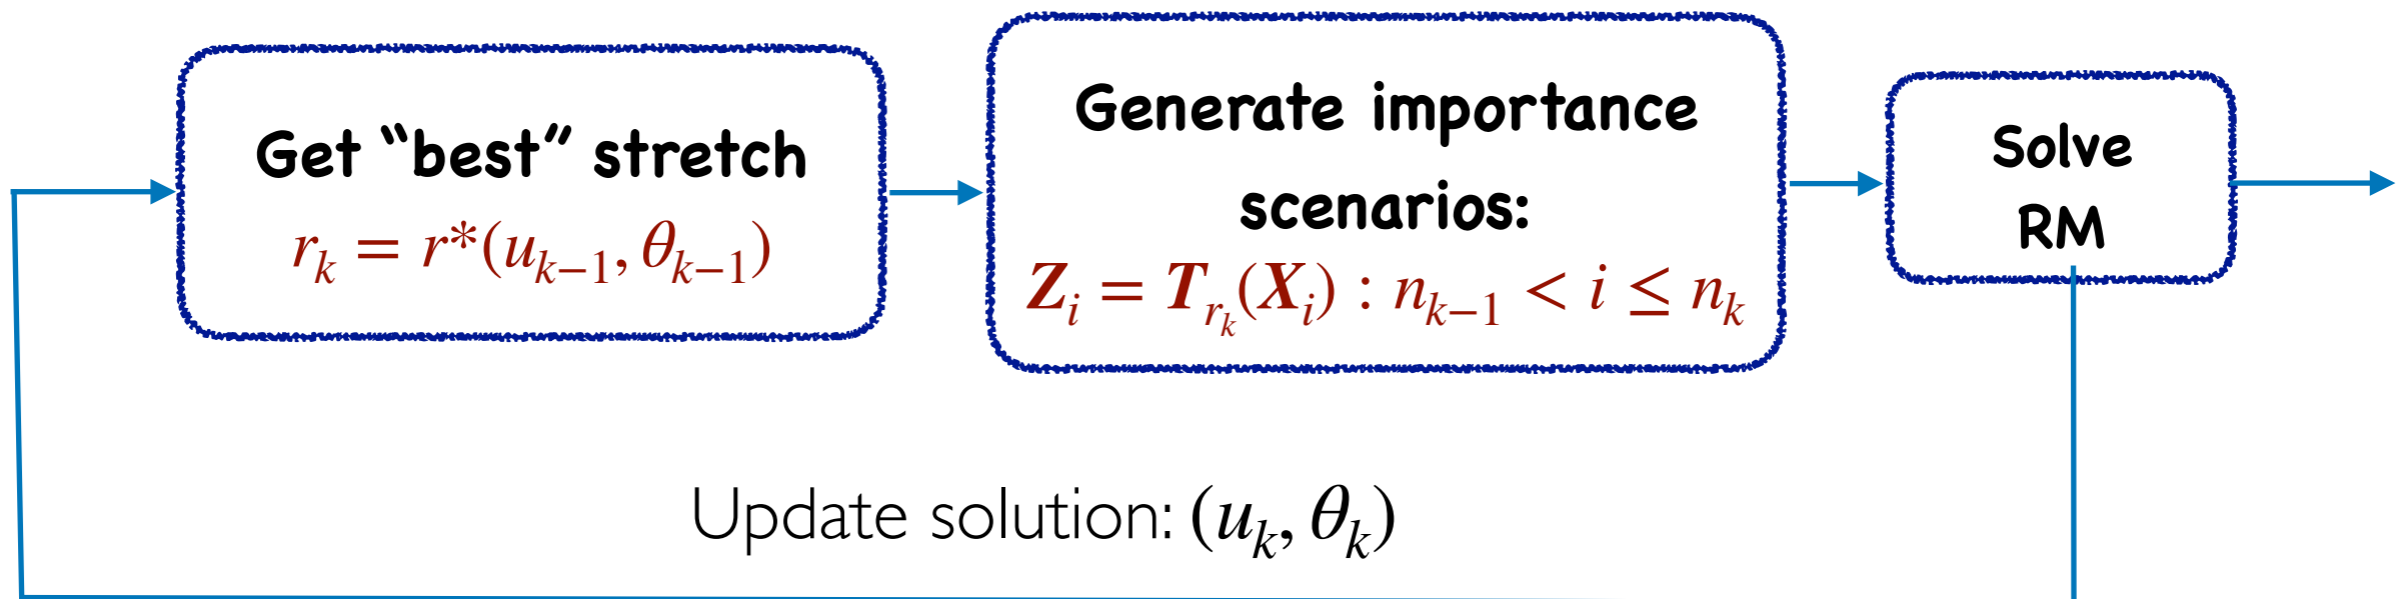 Get “best” stretch
r_k = r*(u_{k−1}, θ_{k−1})
Generate importance
scenarios:
Z_i = T_{r_k}(X_i) : n_{k−1} < i ≤ n_k
Solve
RM
Update solution: (u_k, θ_k)